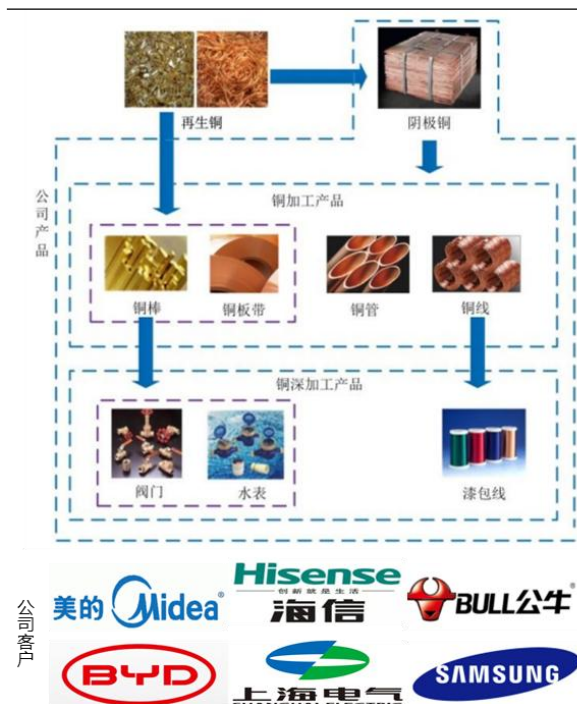 再生铜
阴极铜
公司产品
铜加工产品
铜棒
铜板带
铜管
铜线
铜深加工产品
阀门
水表
漆包线
公司客户
美的 Midea®
Hisense
创新就是生活
海信
BULL公牛®
BYD
上海电气
SHANGHAI ELECTRIC
SAMSUNG